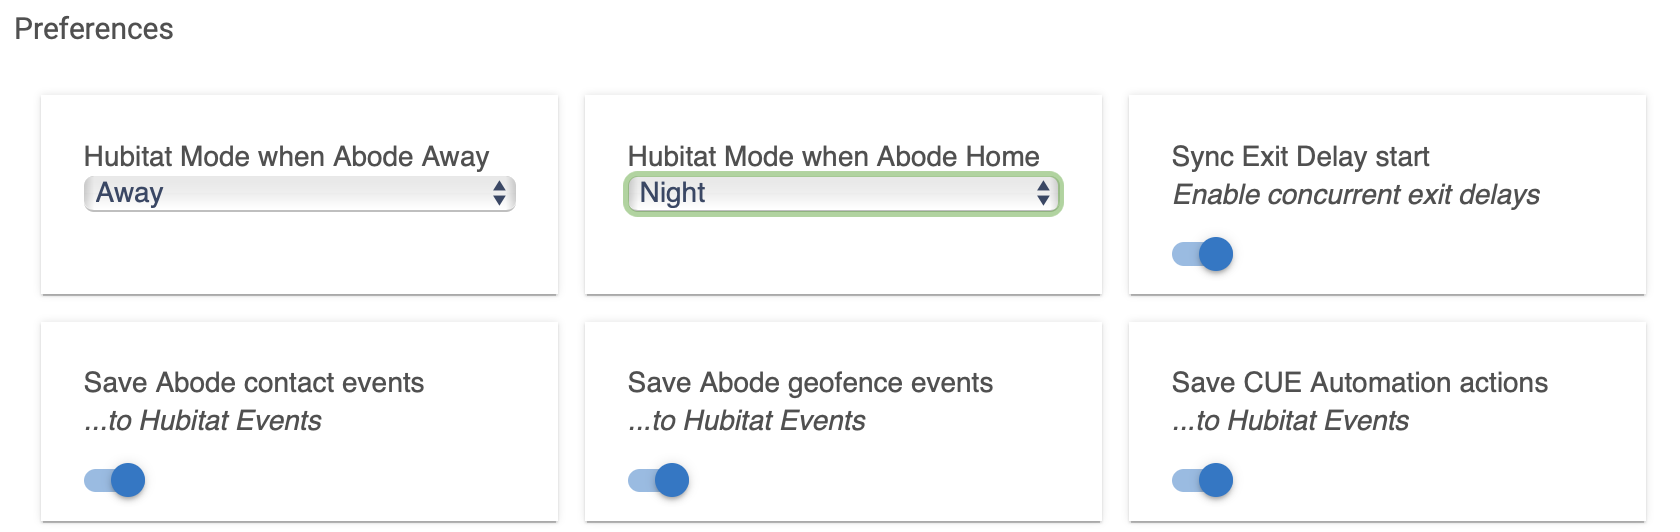 Preferences
Hubitat Mode when Abode Away
Away
Hubitat Mode when Abode Home
Night
Sync Exit Delay start
Enable concurrent exit delays
Save Abode contact events
...to Hubitat Events
Save Abode geofence events
...to Hubitat Events
Save CUE Automation actions
...to Hubitat Events